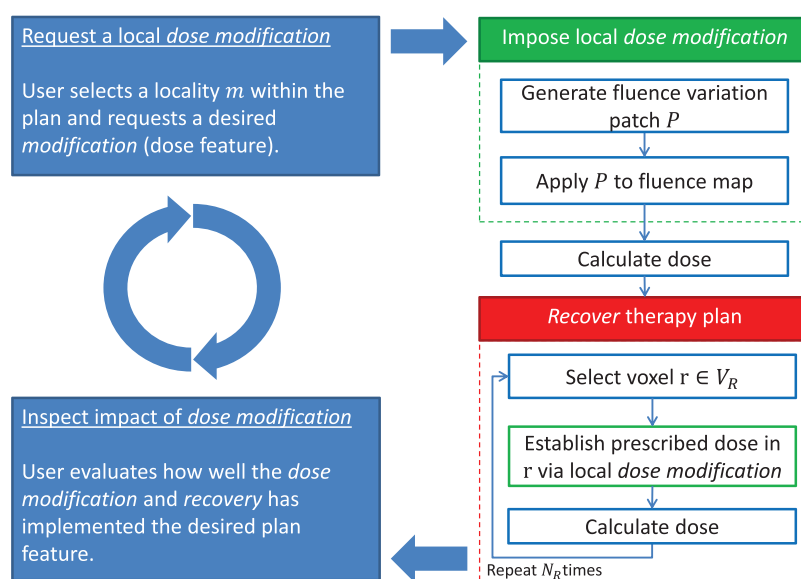 Request a local dose modification
User selects a locality m within the
plan and requests a desired
modification (dose feature).
Impose local dose modification
Generate fluence variation
patch P
Apply P to fluence map
Calculate dose
Recover therapy plan
Select voxel r ∈ V_R
Establish prescribed dose in
r via local dose modification
Calculate dose
Repeat N_R times
Inspect impact of dose modification
User evaluates how well the dose
modification and recovery has
implemented the desired plan
feature.